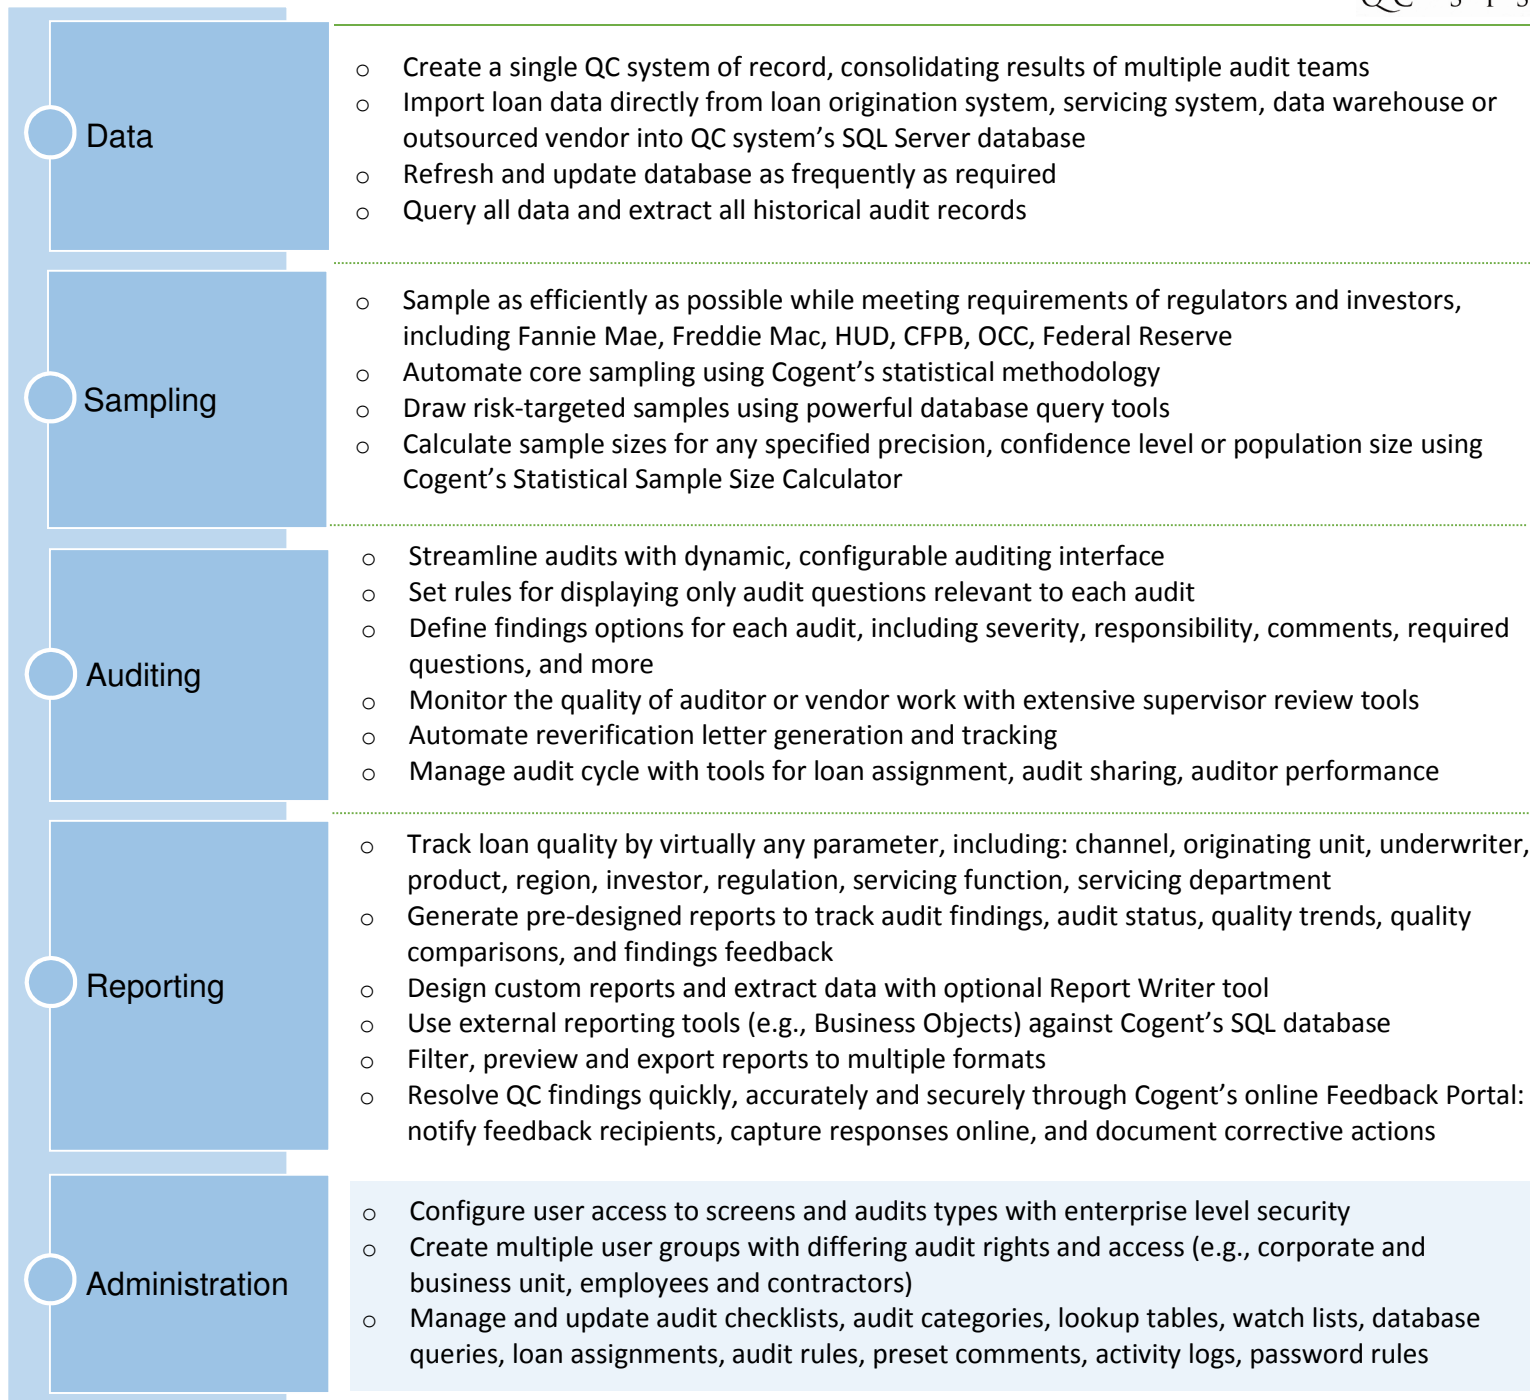 Data
o Create a single QC system of record, consolidating results of multiple audit teams
o Import loan data directly from loan origination system, servicing system, data warehouse or
outsourced vendor into QC system’s SQL Server database
o Refresh and update database as frequently as required
o Query all data and extract all historical audit records
Sampling
o Sample as efficiently as possible while meeting requirements of regulators and investors,
including Fannie Mae, Freddie Mac, HUD, CFPB, OCC, Federal Reserve
o Automate core sampling using Cogent’s statistical methodology
o Draw risk-targeted samples using powerful database query tools
o Calculate sample sizes for any specified precision, confidence level or population size using
Cogent’s Statistical Sample Size Calculator
Auditing
o Streamline audits with dynamic, configurable auditing interface
o Set rules for displaying only audit questions relevant to each audit
o Define findings options for each audit, including severity, responsibility, comments, required
questions, and more
o Monitor the quality of auditor or vendor work with extensive supervisor review tools
o Automate reverification letter generation and tracking
o Manage audit cycle with tools for loan assignment, audit sharing, auditor performance
Reporting
o Track loan quality by virtually any parameter, including: channel, originating unit, underwriter,
product, region, investor, regulation, servicing function, servicing department
o Generate pre-designed reports to track audit findings, audit status, quality trends, quality
comparisons, and findings feedback
o Design custom reports and extract data with optional Report Writer tool
o Use external reporting tools (e.g., Business Objects) against Cogent’s SQL database
o Filter, preview and export reports to multiple formats
o Resolve QC findings quickly, accurately and securely through Cogent’s online Feedback Portal:
notify feedback recipients, capture responses online, and document corrective actions
Administration
o Configure user access to screens and audits types with enterprise level security
o Create multiple user groups with differing audit rights and access (e.g., corporate and
business unit, employees and contractors)
o Manage and update audit checklists, audit categories, lookup tables, watch lists, database
queries, loan assignments, audit rules, preset comments, activity logs, password rules